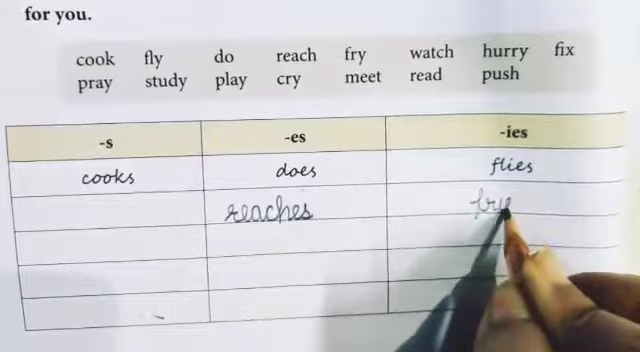 for you.
cook fly do reach fry watch hurry fix
pray study play cry meet read push
-s -es -ies
cooks does flies
reaches